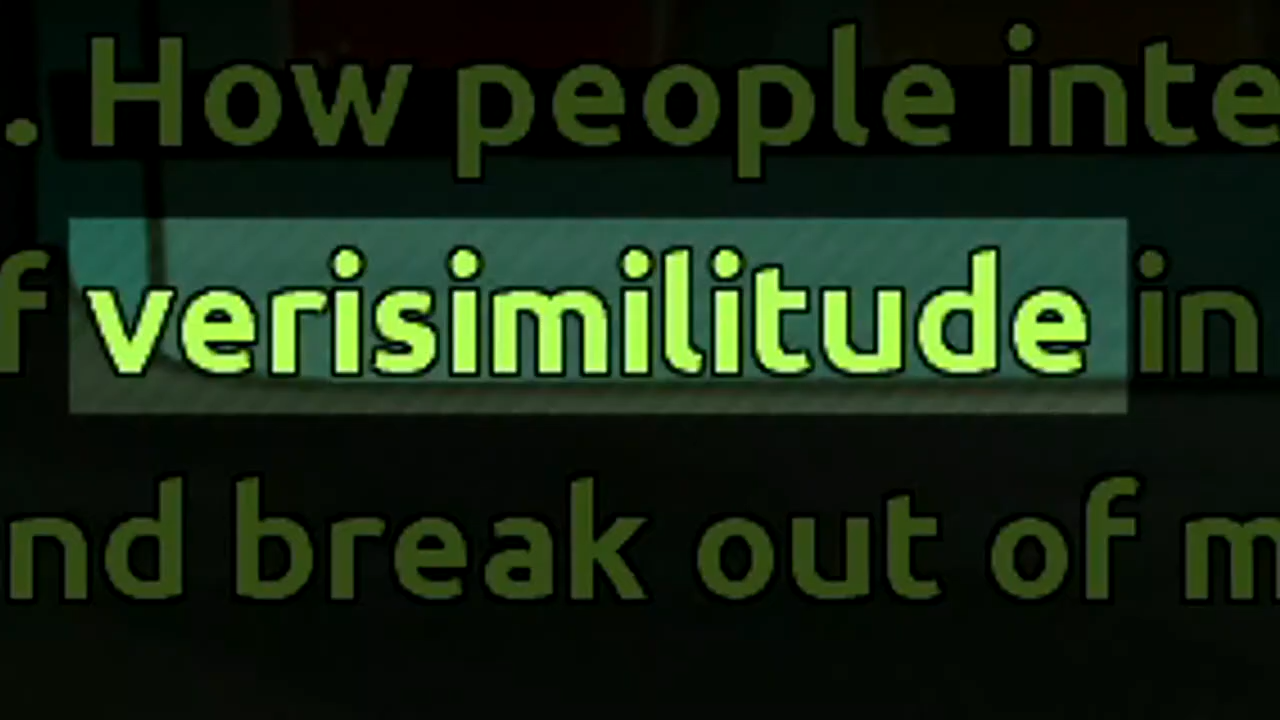 . How people inte
f verisimilitude in
nd break out of m